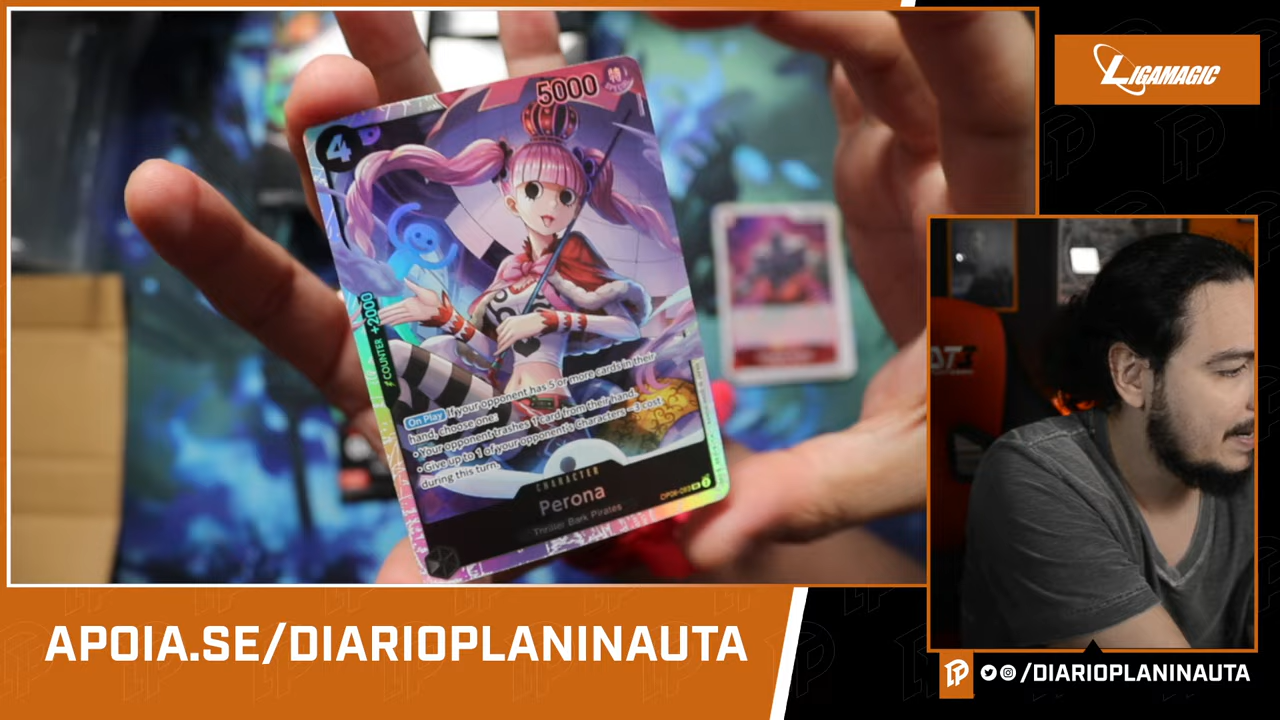 LIGAMAGIC
5000
4
COUNTER +2000
On Play If your opponent has 5 or more cards in their
hand, choose one:
• Your opponent trashes 1 card from their hand.
• Give up to 1 of your opponent's Characters −3 cost
during this turn.
CHARACTER
Perona
Thriller Bark Pirates
OP06-093
APOIA.SE/DIARIOPLANINAUTA
/DIARIOPLANINAUTA